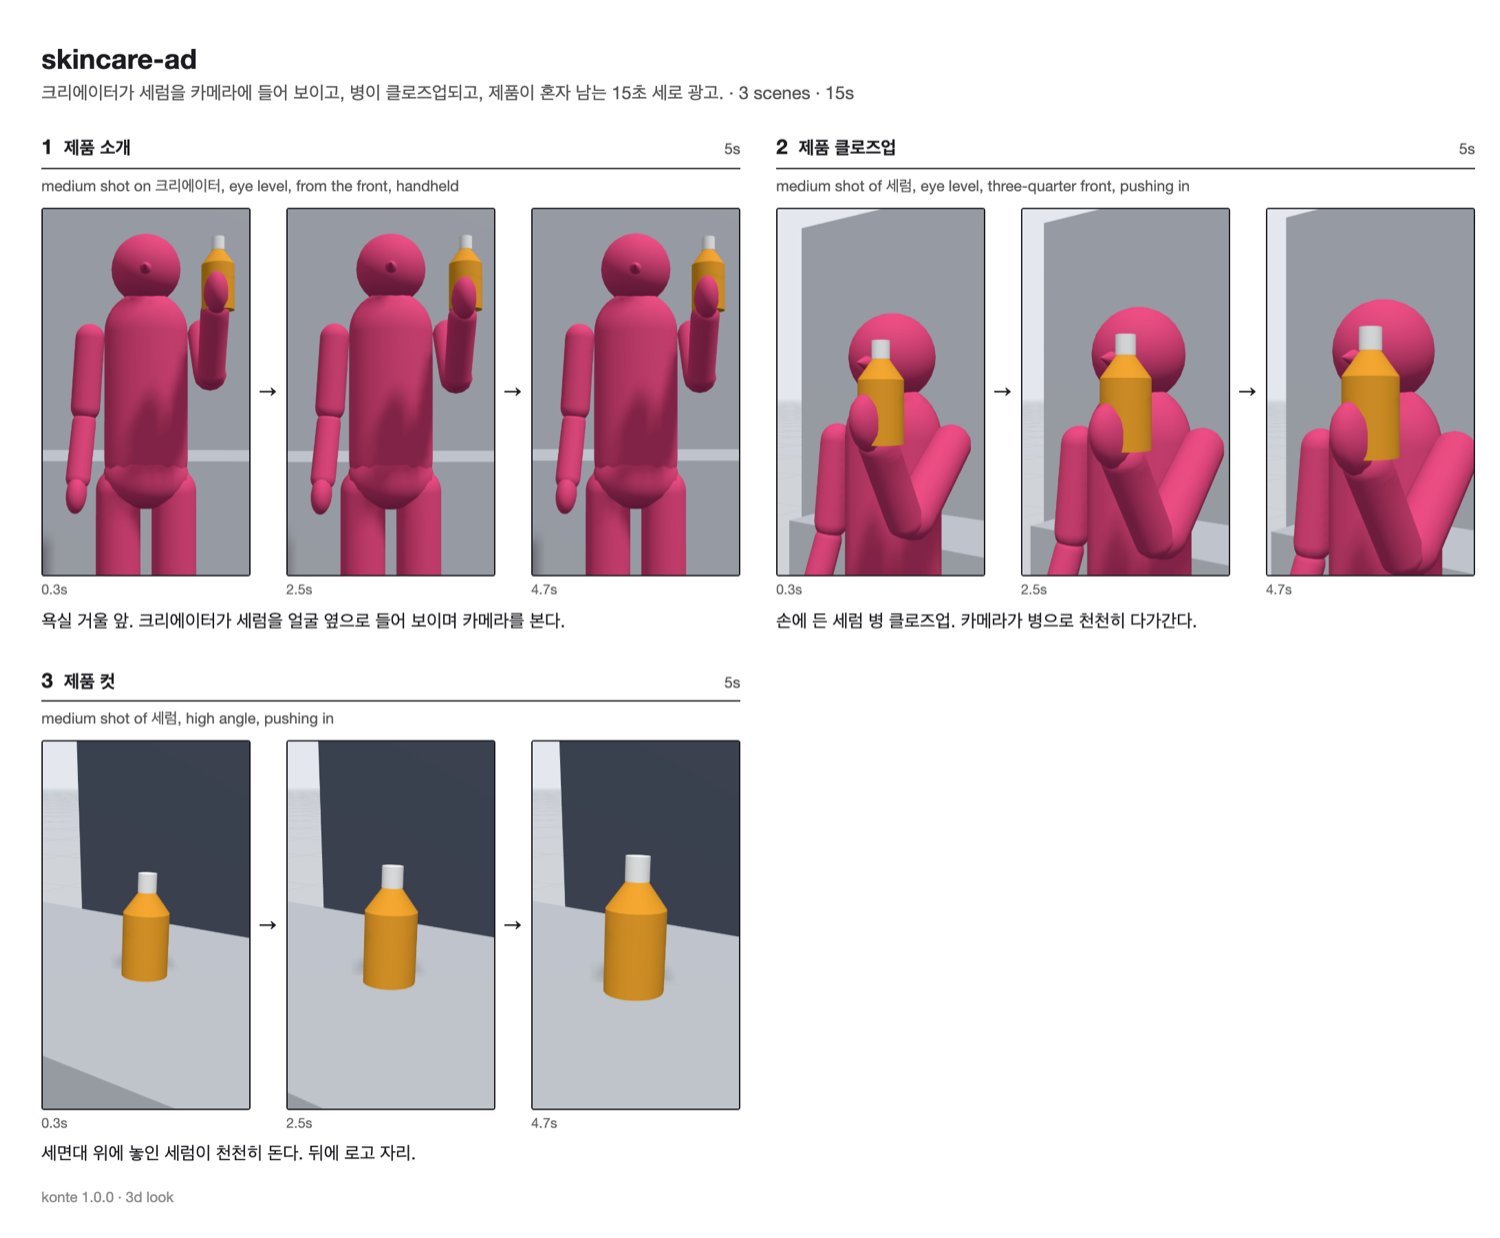 skincare-ad
크리에이터가 세럼을 카메라에 들어 보이고, 병이 클로즈업되고, 제품이 혼자 남는 15초 세로 광고. · 3 scenes · 15s
1 제품 소개 5s
medium shot on 크리에이터, eye level, from the front, handheld
→ →
0.3s 2.5s 4.7s
욕실 거울 앞. 크리에이터가 세럼을 얼굴 옆으로 들어 보이며 카메라를 본다.
2 제품 클로즈업 5s
medium shot of 세럼, eye level, three-quarter front, pushing in
→ →
0.3s 2.5s 4.7s
손에 든 세럼 병 클로즈업. 카메라가 병으로 천천히 다가간다.
3 제품 컷 5s
medium shot of 세럼, high angle, pushing in
→ →
0.3s 2.5s 4.7s
세면대 위에 놓인 세럼이 천천히 돈다. 뒤에 로고 자리.
konte 1.0.0 · 3d look